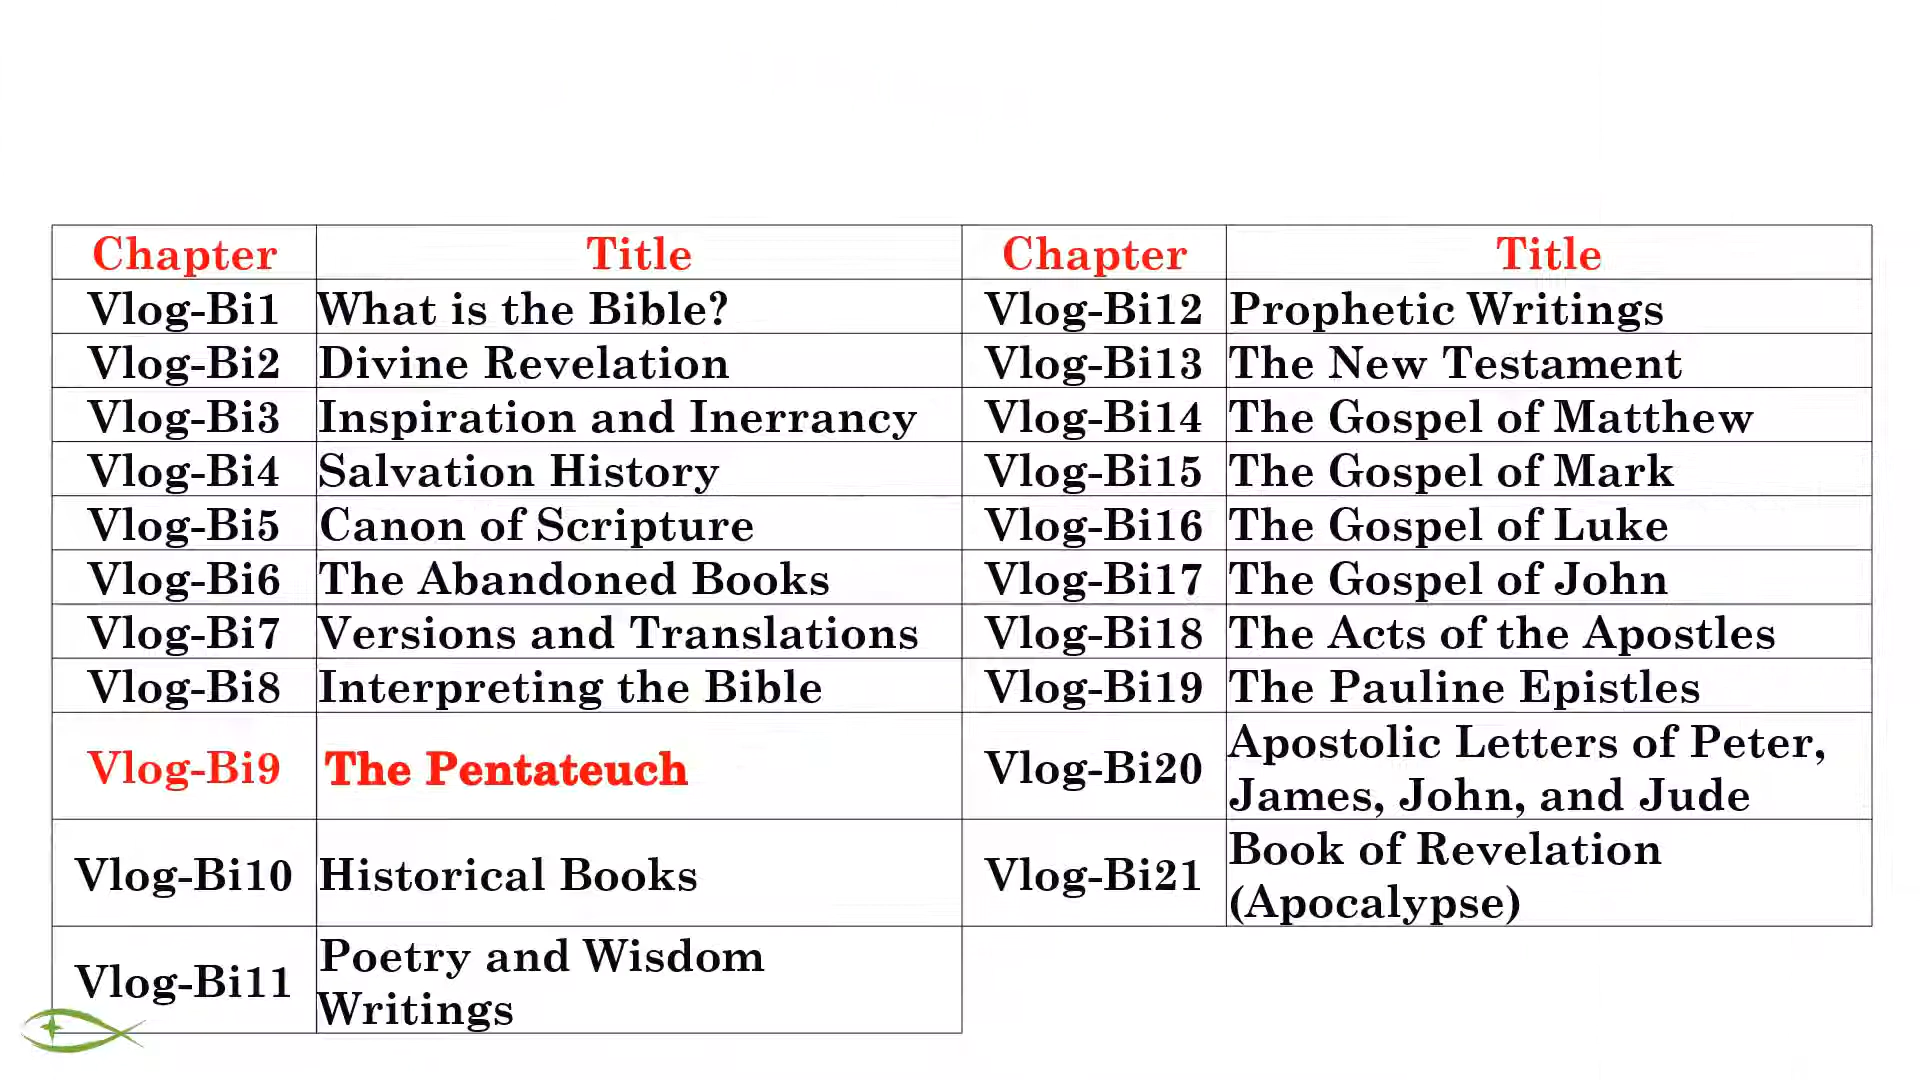 Chapter Title Chapter Title
Vlog-Bi1 What is the Bible? Vlog-Bi12 Prophetic Writings
Vlog-Bi2 Divine Revelation Vlog-Bi13 The New Testament
Vlog-Bi3 Inspiration and Inerrancy Vlog-Bi14 The Gospel of Matthew
Vlog-Bi4 Salvation History Vlog-Bi15 The Gospel of Mark
Vlog-Bi5 Canon of Scripture Vlog-Bi16 The Gospel of Luke
Vlog-Bi6 The Abandoned Books Vlog-Bi17 The Gospel of John
Vlog-Bi7 Versions and Translations Vlog-Bi18 The Acts of the Apostles
Vlog-Bi8 Interpreting the Bible Vlog-Bi19 The Pauline Epistles
Vlog-Bi9 The Pentateuch Vlog-Bi20 Apostolic Letters of Peter,
James, John, and Jude
Vlog-Bi10 Historical Books Vlog-Bi21 Book of Revelation
(Apocalypse)
Vlog-Bi11 Poetry and Wisdom
Writings